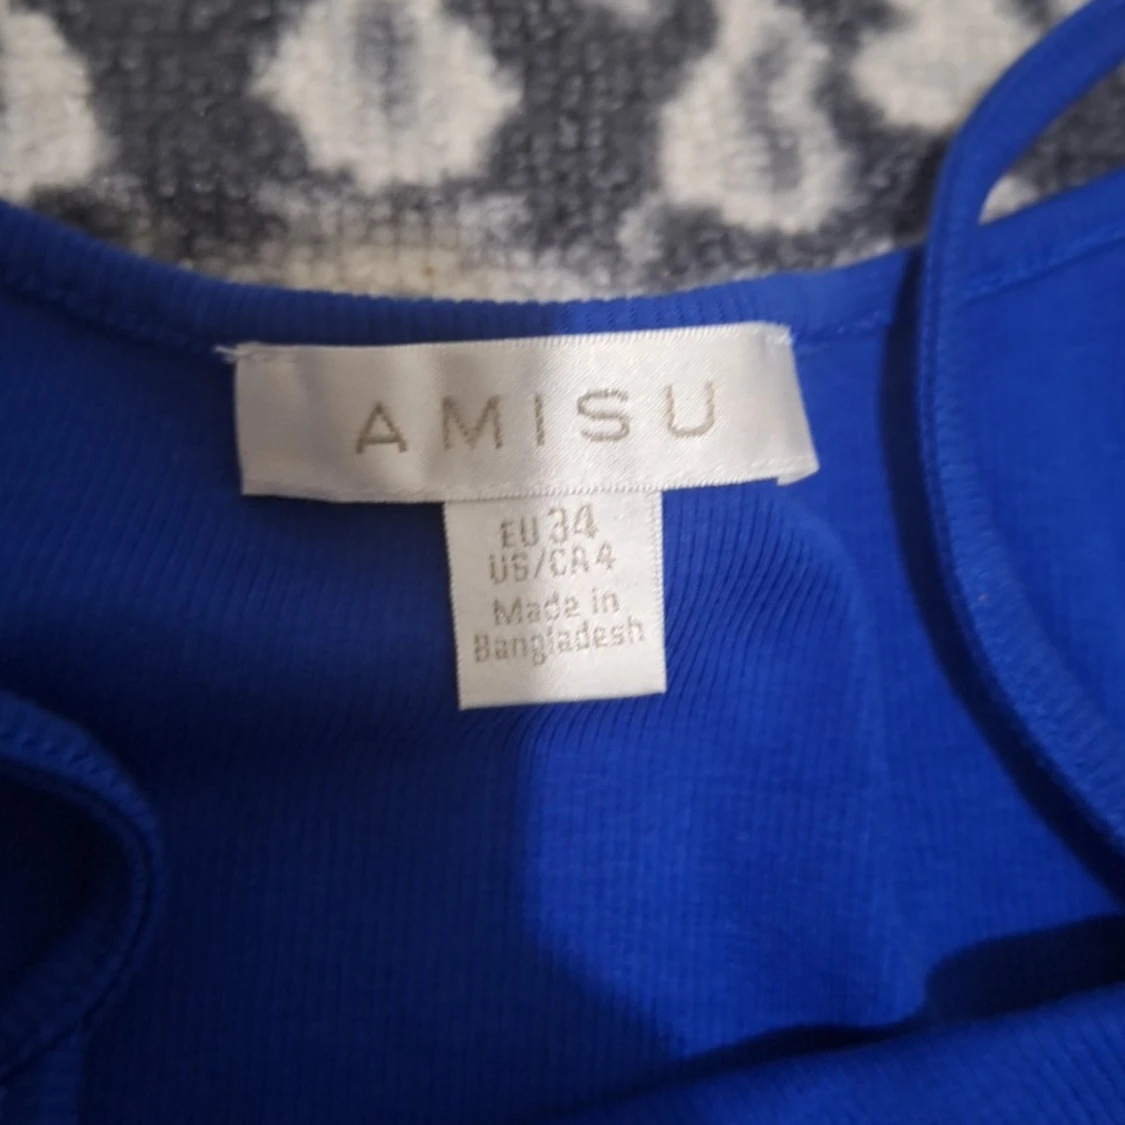 AMISU
EU 34
US/CA 4
Made in
Bangladesh